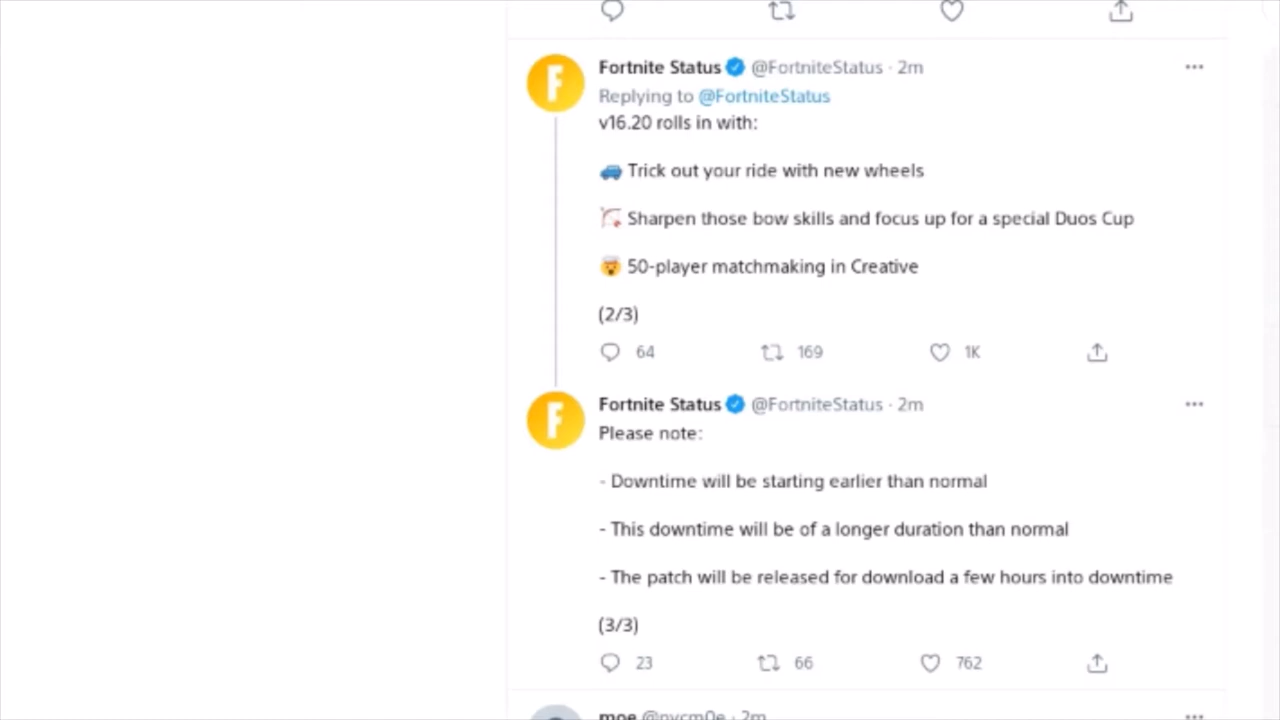 Fortnite Status @FortniteStatus · 2m
Replying to @FortniteStatus
v16.20 rolls in with:
🚙 Trick out your ride with new wheels
🏹 Sharpen those bow skills and focus up for a special Duos Cup
🤯 50-player matchmaking in Creative
(2/3)
64 169 1K
Fortnite Status @FortniteStatus · 2m
Please note:
- Downtime will be starting earlier than normal
- This downtime will be of a longer duration than normal
- The patch will be released for download a few hours into downtime
(3/3)
23 66 762
moe @nycm0e · 2m